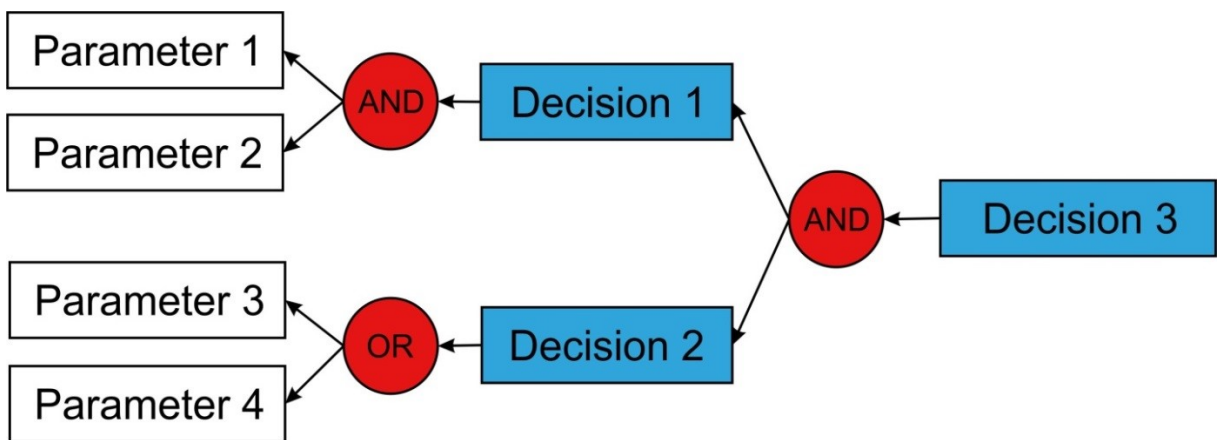 Parameter 1
Parameter 2
AND
Decision 1
AND
Decision 3
Parameter 3
Parameter 4
OR
Decision 2